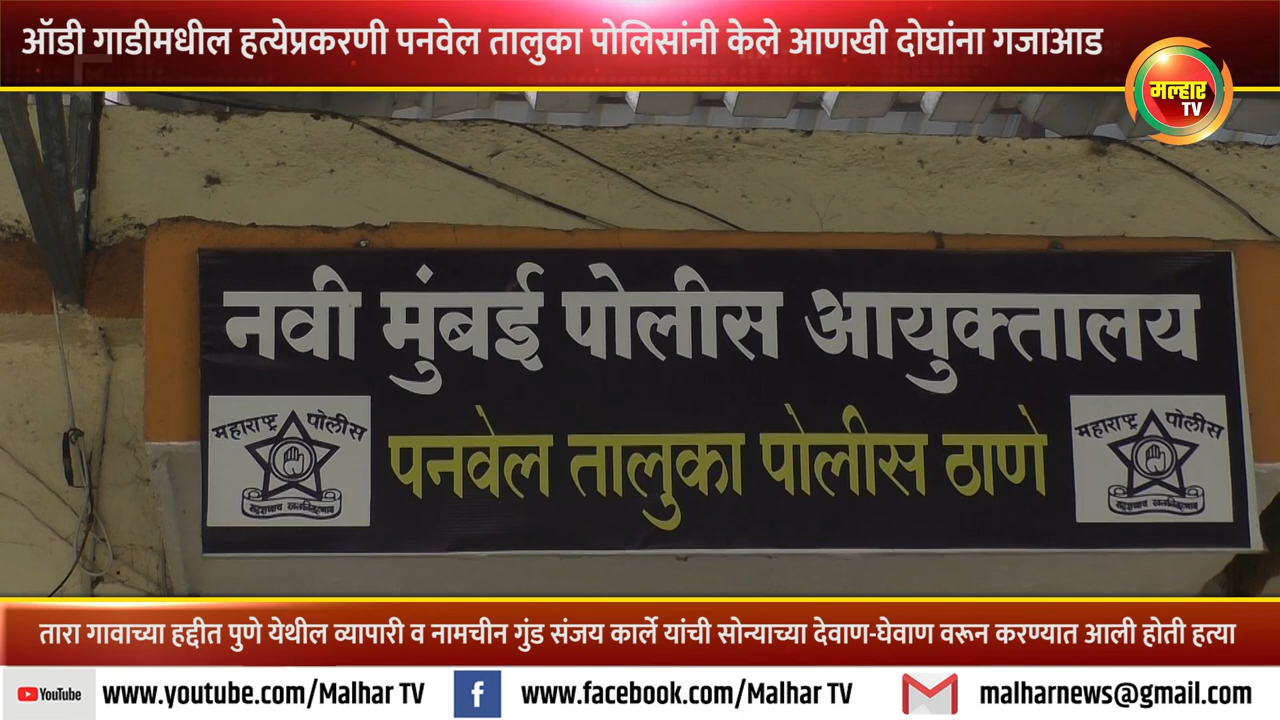 ऑडी गाडीमधील हत्येप्रकरणी पनवेल तालुका पोलिसांनी केले आणखी दोघांना गजाआड
मल्हार
TV
नवी मुंबई पोलीस आयुक्तालय
महाराष्ट्र पोलीस
पनवेल तालुका पोलीस ठाणे
महाराष्ट्र पोलीस
तारा गावाच्या हद्दीत पुणे येथील व्यापारी व नामचीन गुंड संजय कार्ले यांची सोन्याच्या देवाण-घेवाण वरून करण्यात आली होती हत्या
YouTube www.youtube.com/Malhar TV f www.facebook.com/Malhar TV malharnews@gmail.com